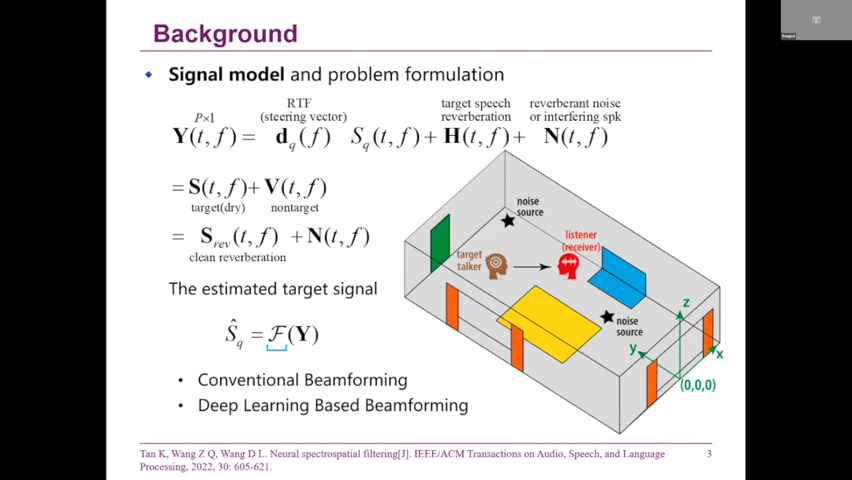 Background
Signal model and problem formulation
RTF
target speech
reverberant noise
P×1
(steering vector)
reverberation
or interfering spk
Y(t, f) = d_q(f) S_q(t, f) + H(t, f) + N(t, f)
= S(t, f) + V(t, f)
target(dry) nontarget
= S_rev(t, f) + N(t, f)
clean reverberation
The estimated target signal
Ŝ_q = ℱ(Y)
• Conventional Beamforming
• Deep Learning Based Beamforming
noise
source
listener
(receiver)
target
talker
noise
source
z
y
x
(0,0,0)
Tan K, Wang Z Q, Wang D L. Neural spectrospatial filtering[J]. IEEE/ACM Transactions on Audio, Speech, and Language
Processing, 2022, 30: 605-621.
3